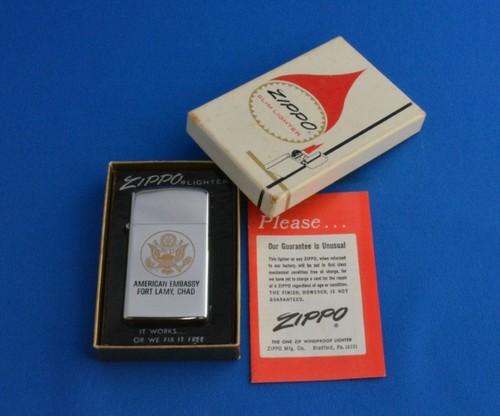 ZIPPO
SLIM LIGHTER
ZIPPO® LIGHTER
AMERICAN EMBASSY
FORT LAMY, CHAD
IT WORKS...
OR WE FIX IT FREE
Please...
Our Guarantee is Unusual
This lighter or any ZIPPO, when returned
to our factory, will be put in first class
mechanical condition free of charge, for
we have yet to charge a cent for the repair
of a ZIPPO regardless of age or condition.
THE FINISH, HOWEVER, IS NOT
GUARANTEED.
ZIPPO®
THE ONE ZIP WINDPROOF LIGHTER
ZIPPO Mfg. Co. Bradford, Pa. 16701